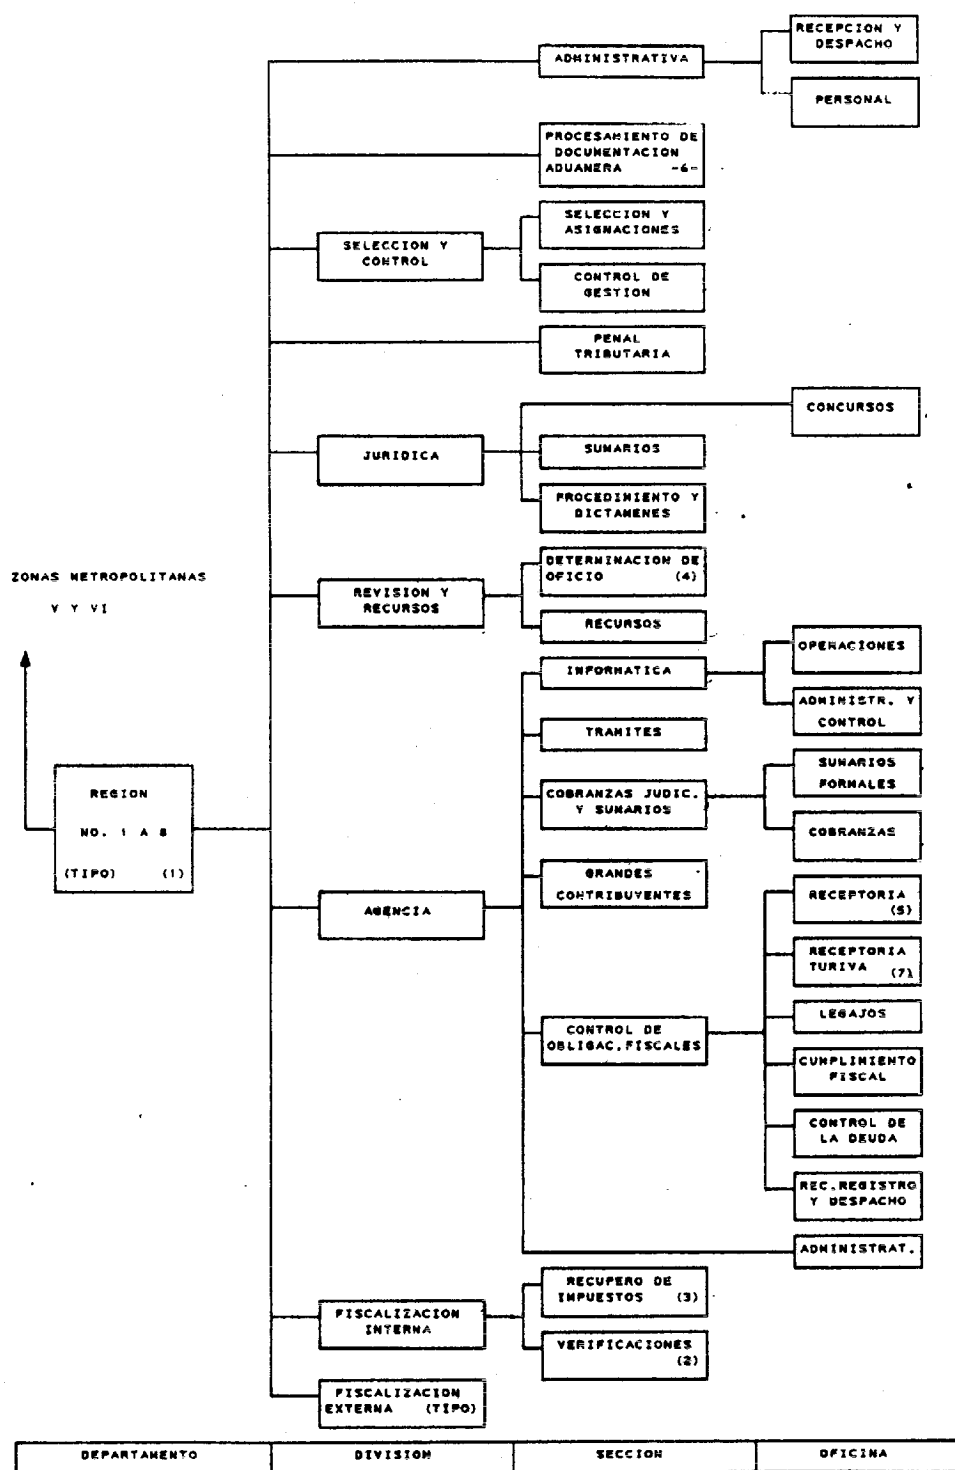 RECEPCION Y
DESPACHO
ADMINISTRATIVA
PERSONAL
PROCESAMIENTO DE
DOCUMENTACION
ADUANERA -6-
SELECCION Y
ASIGNACIONES
SELECCION Y
CONTROL
CONTROL DE
GESTION
PENAL
TRIBUTARIA
CONCURSOS
JURIDICA
SUMARIOS
PROCEDIMIENTO Y
DICTAMENES
DETERMINACION DE
OFICIO (4)
ZONAS METROPOLITANAS
V Y VI
REVISION Y
RECURSOS
RECURSOS
INFORMATICA
OPERACIONES
ADMINISTR. Y
CONTROL
TRAMITES
SUMARIOS
FORMALES
COBRANZAS JUDIC.
Y SUMARIOS
COBRANZAS
REGION
NO. 1 A 8
(TIPO) (1)
GRANDES
CONTRIBUYENTES
AGENCIA
RECEPTORIA
(5)
RECEPTORIA
TURIVA (7)
LEGAJOS
CONTROL DE
OBLIGAC.FISCALES
CUMPLIMIENTO
FISCAL
CONTROL DE
LA DEUDA
REC.REGISTRO
Y DESPACHO
ADMINISTRAT.
RECUPERO DE
IMPUESTOS (3)
FISCALIZACION
INTERNA
VERIFICACIONES
(2)
FISCALIZACION
EXTERNA (TIPO)
DEPARTAMENTO DIVISION SECCION OFICINA